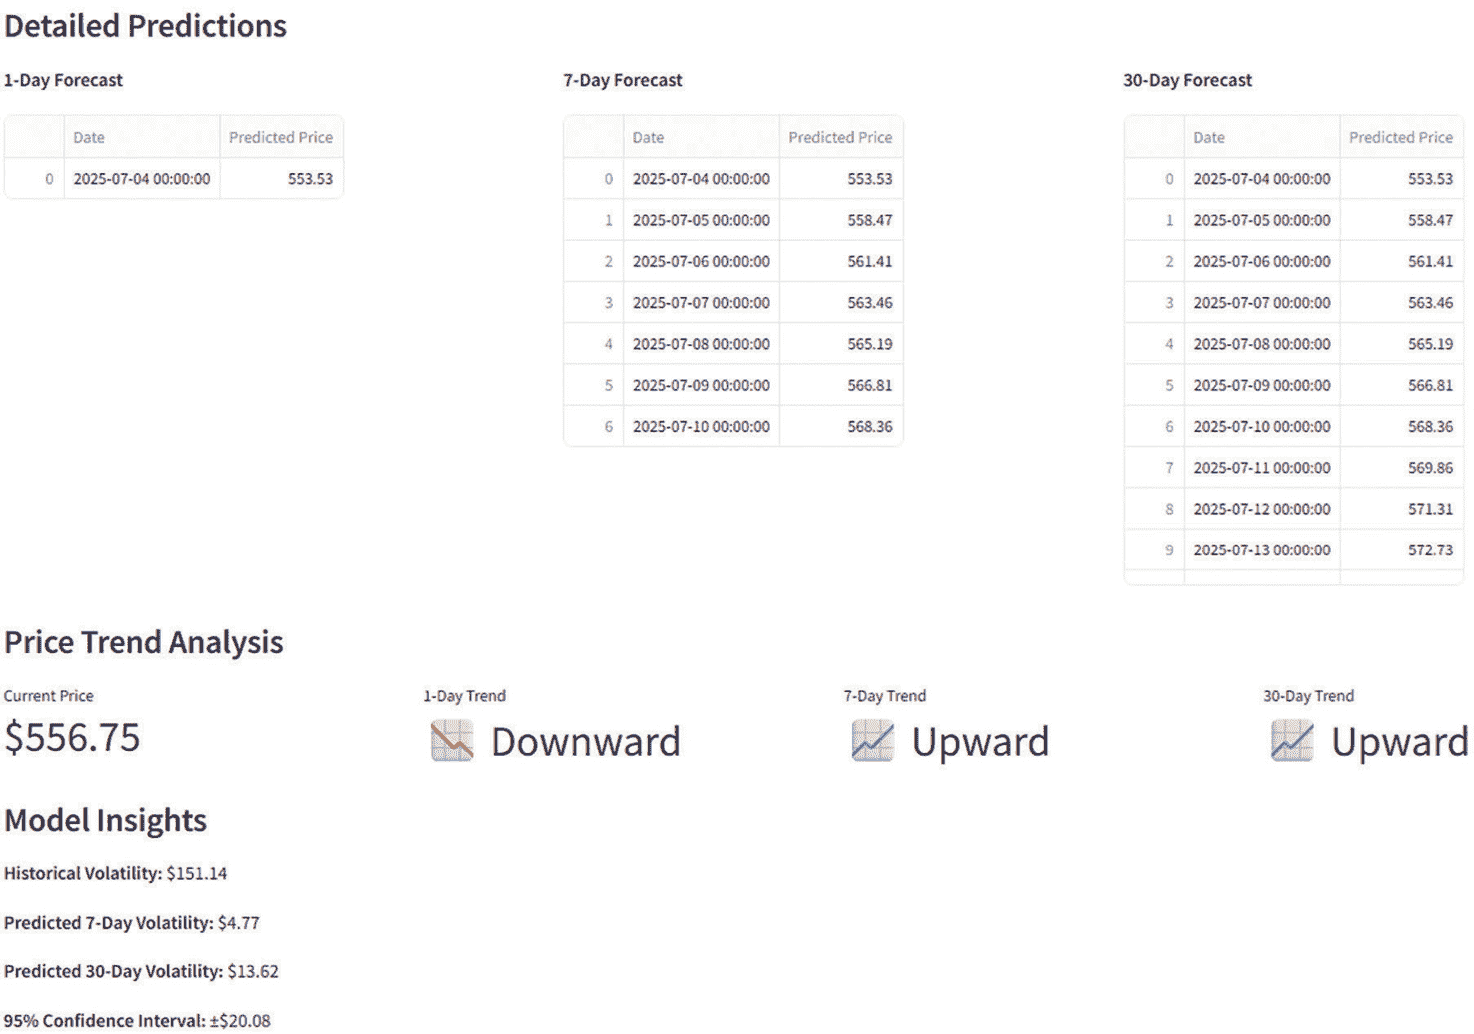 Detailed Predictions
1-Day Forecast
Date Predicted Price
0 2025-07-04 00:00:00 553.53
7-Day Forecast
Date Predicted Price
0 2025-07-04 00:00:00 553.53
1 2025-07-05 00:00:00 558.47
2 2025-07-06 00:00:00 561.41
3 2025-07-07 00:00:00 563.46
4 2025-07-08 00:00:00 565.19
5 2025-07-09 00:00:00 566.81
6 2025-07-10 00:00:00 568.36
30-Day Forecast
Date Predicted Price
0 2025-07-04 00:00:00 553.53
1 2025-07-05 00:00:00 558.47
2 2025-07-06 00:00:00 561.41
3 2025-07-07 00:00:00 563.46
4 2025-07-08 00:00:00 565.19
5 2025-07-09 00:00:00 566.81
6 2025-07-10 00:00:00 568.36
7 2025-07-11 00:00:00 569.86
8 2025-07-12 00:00:00 571.31
9 2025-07-13 00:00:00 572.73
Price Trend Analysis
Current Price
$556.75
1-Day Trend
Downward
7-Day Trend
Upward
30-Day Trend
Upward
Model Insights
Historical Volatility: $151.14
Predicted 7-Day Volatility: $4.77
Predicted 30-Day Volatility: $13.62
95% Confidence Interval: ±$20.08